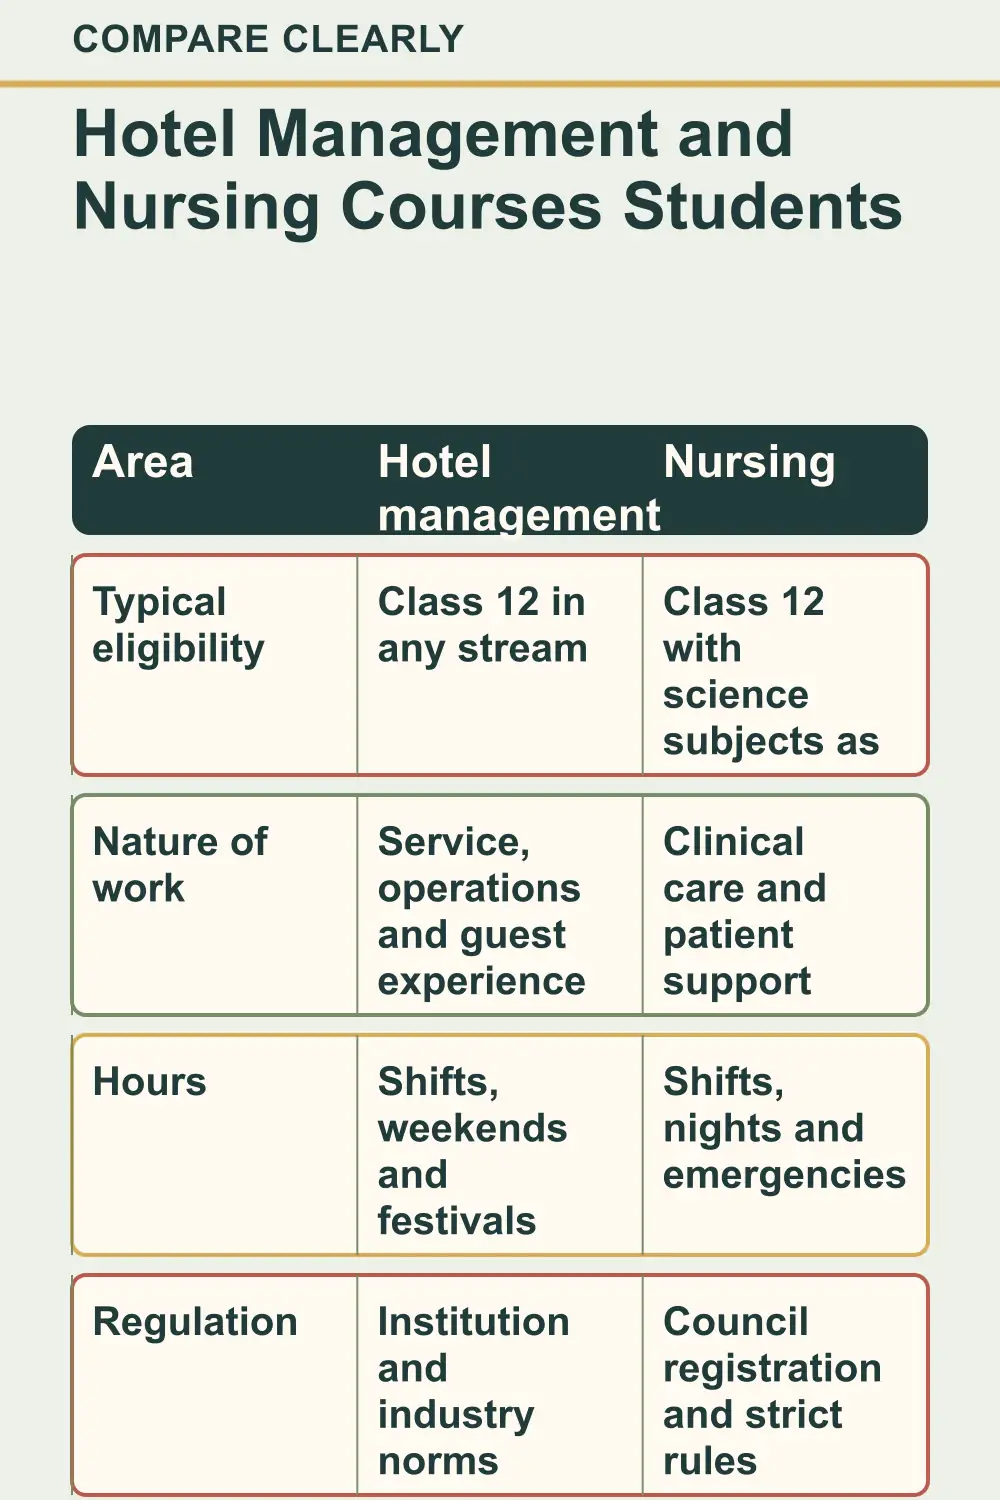 COMPARE CLEARLY
Hotel Management and
Nursing Courses Students
Area
Hotel
management
Nursing
Typical
eligibility
Class 12 in
any stream
Class 12
with
science
subjects as
Nature of
work
Service,
operations
and guest
experience
Clinical
care and
patient
support
Hours
Shifts,
weekends
and
festivals
Shifts,
nights and
emergencies
Regulation
Institution
and
industry
norms
Council
registration
and strict
rules